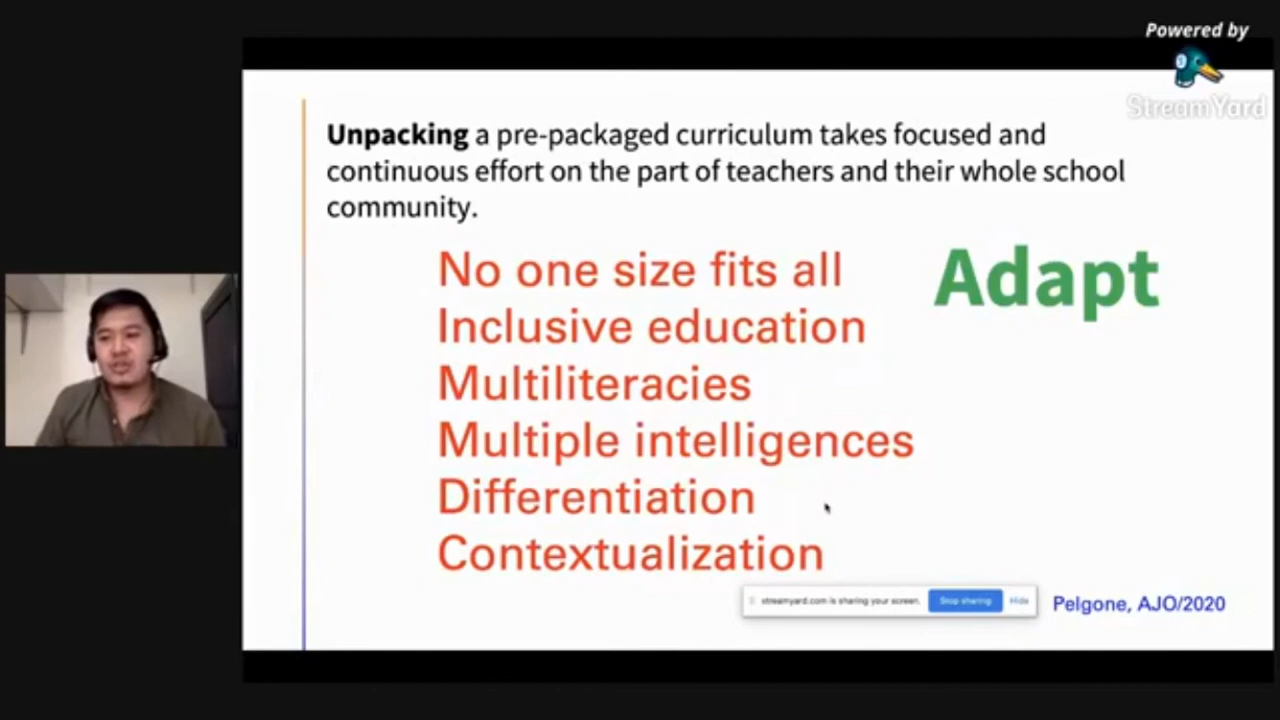 Powered by
StreamYard
Unpacking a pre-packaged curriculum takes focused and
continuous effort on the part of teachers and their whole school
community.
No one size fits all
Adapt
Inclusive education
Multiliteracies
Multiple intelligences
Differentiation
Contextualization
streamyard.com is sharing your screen.
Stop sharing
Hide
Pelgone, AJO/2020